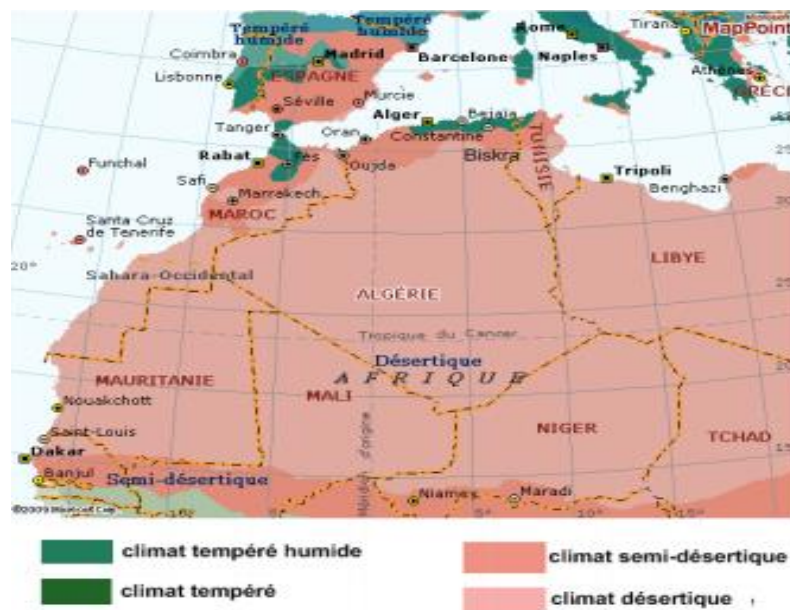 Tempéré
humide
Tempéré
humide
Rome
Tirana
MapPoint
Coimbra
Madrid
Barcelone
Naples
Lisbonne
ESPAGNE
Athènes
GRÈCE
Séville
Murcie
Tanger
Alger
Bejaïa
Oran
Constantine
TUNISIE
Rabat
Fès
Oujda
Biskra
Funchal
Tripoli
Safi
Benghazi
Marrakech
MAROC
Santa Cruz
de Tenerife
LIBYE
20°
Sahara-Occidental
ALGÉRIE
Tropique du Cancer
Désertique
AFRIQUE
MAURITANIE
MALI
Nouakchott
NIGER
TCHAD
Saint-Louis
Dakar
Méridien d'origine
Banjul
Semi-désertique
Niamey
Maradi
climat tempéré humide
climat semi-désertique
climat tempéré
climat désertique